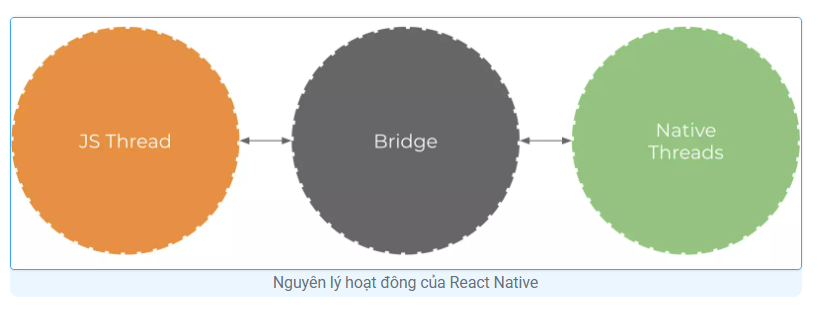 JS Thread
Bridge
Native
Threads
Nguyên lý hoạt đông của React Native